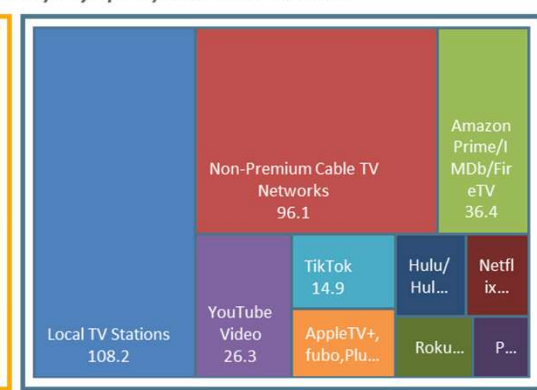 Local TV Stations
108.2
Non-Premium Cable TV
Networks
96.1
Amazon
Prime/I
MDb/Fir
eTV
36.4
YouTube
Video
26.3
TikTok
14.9
AppleTV+,
fubo,Plu...
Hulu/
Hul...
Netfl
ix...
Roku...
P...